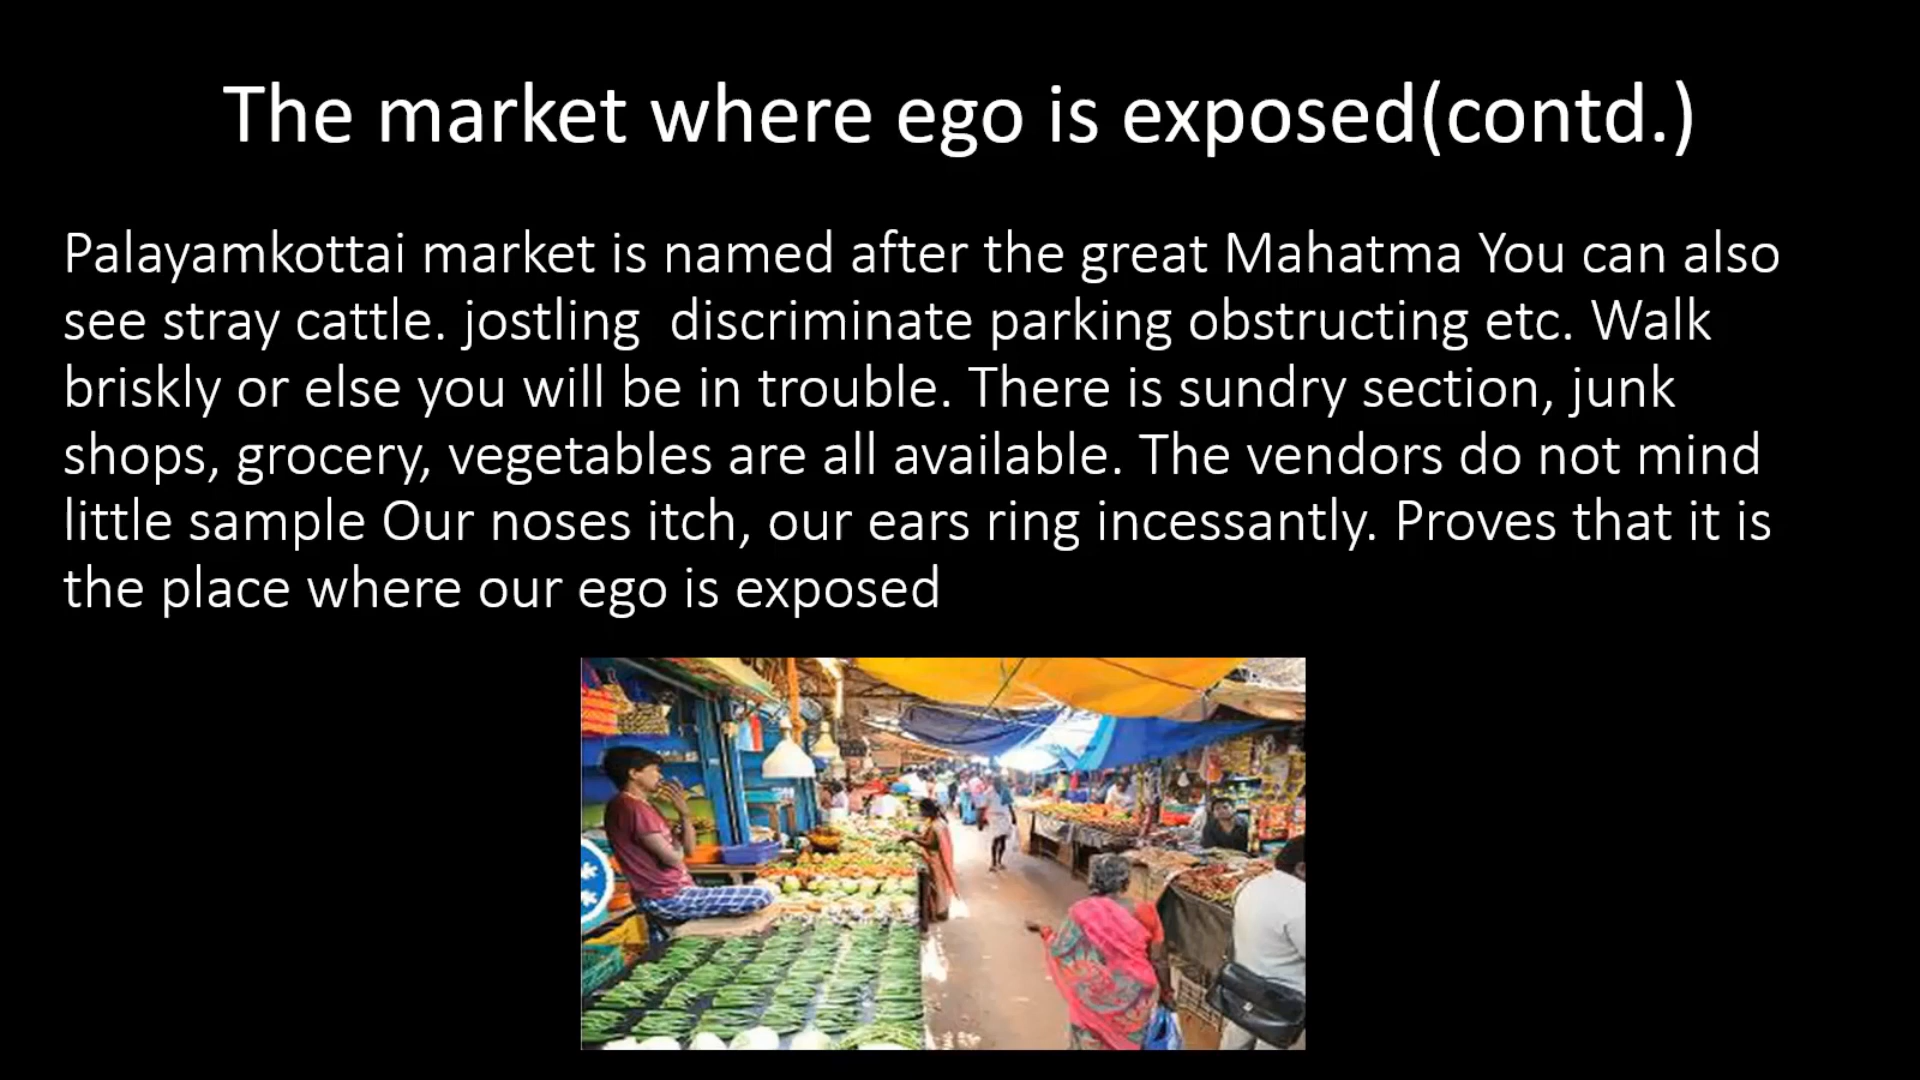 The market where ego is exposed(contd.)
Palayamkottai market is named after the great Mahatma You can also
see stray cattle. jostling  discriminate parking obstructing etc. Walk
briskly or else you will be in trouble. There is sundry section, junk
shops, grocery, vegetables are all available. The vendors do not mind
little sample Our noses itch, our ears ring incessantly. Proves that it is
the place where our ego is exposed